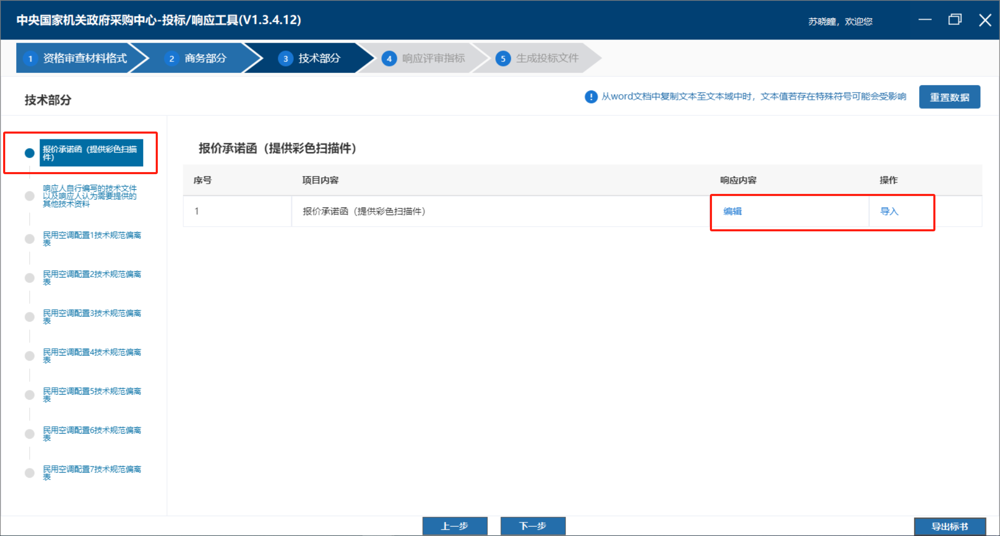 中央国家机关政府采购中心-投标/响应工具(V1.3.4.12)
苏晓瞳，欢迎您
1 资格审查材料格式
2 商务部分
3 技术部分
4 响应评审指标
5 生成投标文件
技术部分
从word文档中复制文本至文本域中时，文本值若存在特殊符号可能会受影响
重置数据
报价承诺函（提供彩色扫描
件）
响应人自行编写的技术文件
以及响应人认为需要提供的
其他技术资料
民用空调配置1技术规范偏离
表
民用空调配置2技术规范偏离
表
民用空调配置3技术规范偏离
表
民用空调配置4技术规范偏离
表
民用空调配置5技术规范偏离
表
民用空调配置6技术规范偏离
表
民用空调配置7技术规范偏离
表
报价承诺函（提供彩色扫描件）
序号 项目内容 响应内容 操作
1 报价承诺函（提供彩色扫描件） 编辑 导入
上一步
下一步
导出标书